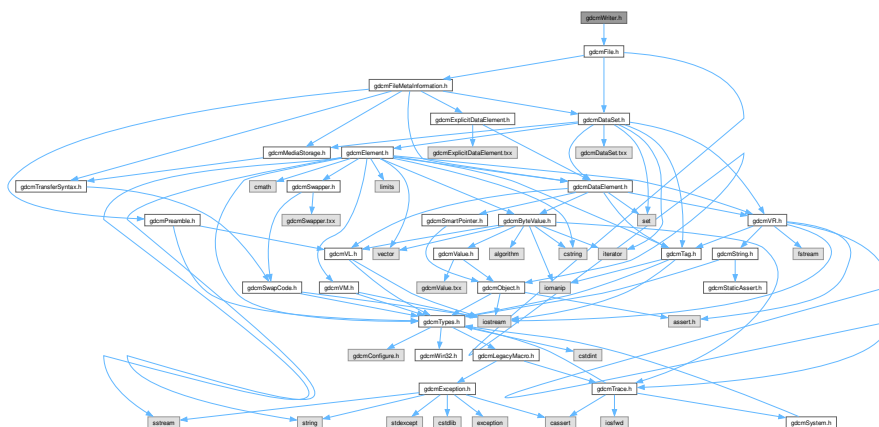 gdcmWriter.h
gdcmFile.h
gdcmFileMetaInformation.h
gdcmExplicitDataElement.h
gdcmDataSet.h
gdcmMediaStorage.h
gdcmElement.h
gdcmExplicitDataElement.txx
gdcmDataSet.txx
gdcmTransferSyntax.h
cmath
gdcmSwapper.h
limits
gdcmDataElement.h
gdcmPreamble.h
gdcmSwapper.txx
gdcmSmartPointer.h
gdcmByteValue.h
set
gdcmVR.h
gdcmVL.h
vector
gdcmValue.h
algorithm
cstring
iterator
gdcmTag.h
gdcmString.h
fstream
gdcmSwapCode.h
gdcmVM.h
gdcmValue.txx
gdcmObject.h
iomanip
gdcmStaticAssert.h
gdcmTypes.h
iostream
assert.h
gdcmConfigure.h
gdcmWin32.h
gdcmLegacyMacro.h
cstdint
gdcmException.h
gdcmTrace.h
sstream
string
stdexcept
cstdlib
exception
cassert
iosfwd
gdcmSystem.h